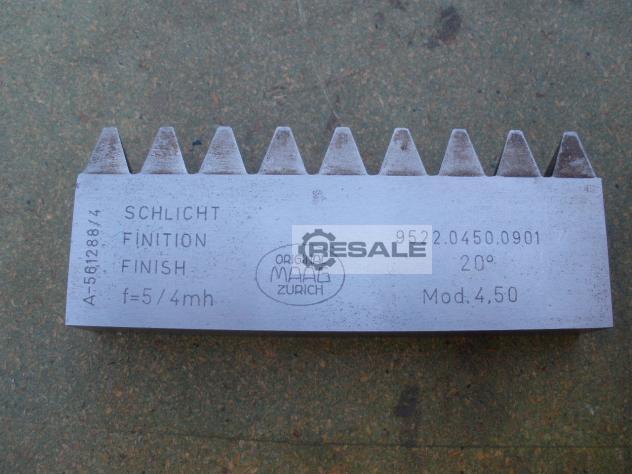 A-561288/4
SCHLICHT
FINITION
FINISH
f=5/4mh
ORIGINAL
MAAG
ZURICH
RESALE
9522.0450.0901
20°
Mod.4,50